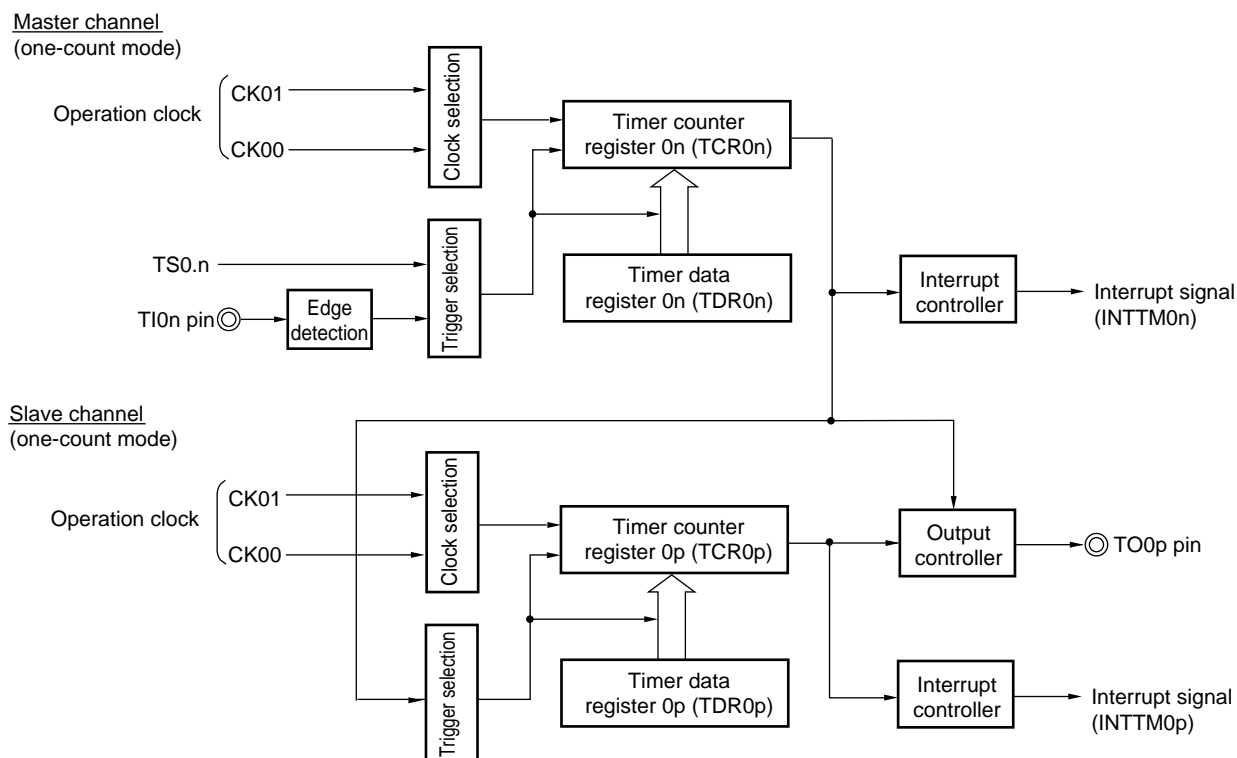 Master channel
(one-count mode)
Operation clock
CK01
CK00
Clock selection
Timer counter
register 0n (TCR0n)
TS0.n
TI0n pin
Edge
detection
Trigger selection
Timer data
register 0n (TDR0n)
Interrupt
controller
Interrupt signal
(INTTM0n)
Slave channel
(one-count mode)
Operation clock
CK01
CK00
Clock selection
Timer counter
register 0p (TCR0p)
Output
controller
TO0p pin
Trigger selection
Timer data
register 0p (TDR0p)
Interrupt
controller
Interrupt signal
(INTTM0p)